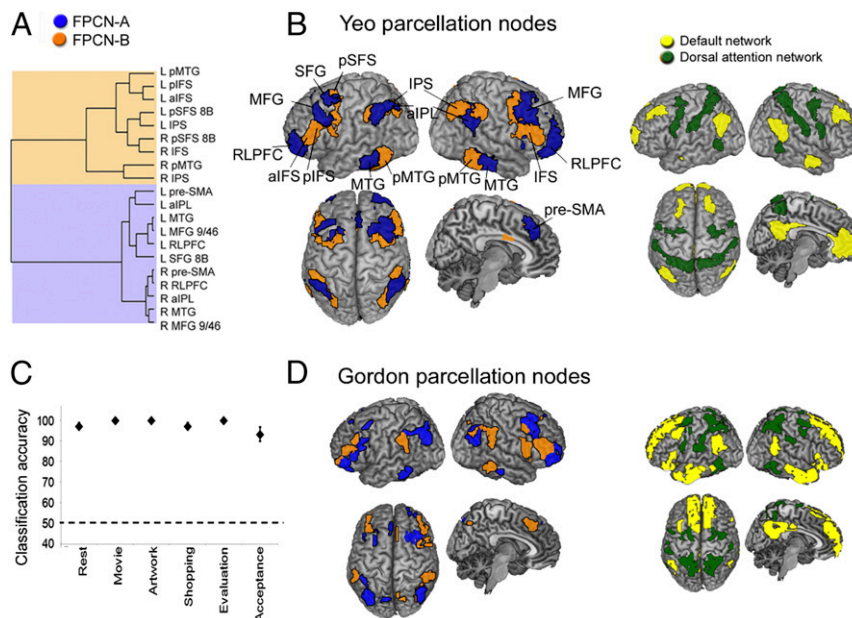 A
FPCN-A
FPCN-B
L pMTG
L pIFS
L aIFS
L pSFS 8B
L IPS
R pSFS 8B
R IFS
R pMTG
R IPS
L pre-SMA
L aIPL
L MTG
L MFG 9/46
L RLPFC
L SFG 8B
R pre-SMA
R RLPFC
R aIPL
R MTG
R MFG 9/46
B
Yeo parcellation nodes
pSFS
SFG
MFG
RLPFC
aIFS
pIFS
MTG
pMTG
IPS
aIPL
pMTG
MTG
MFG
RLPFC
IFS
pre-SMA
Default network
Dorsal attention network
C
Classification accuracy
100
90
80
70
60
50
40
Rest
Movie
Artwork
Shopping
Evaluation
Acceptance
D
Gordon parcellation nodes